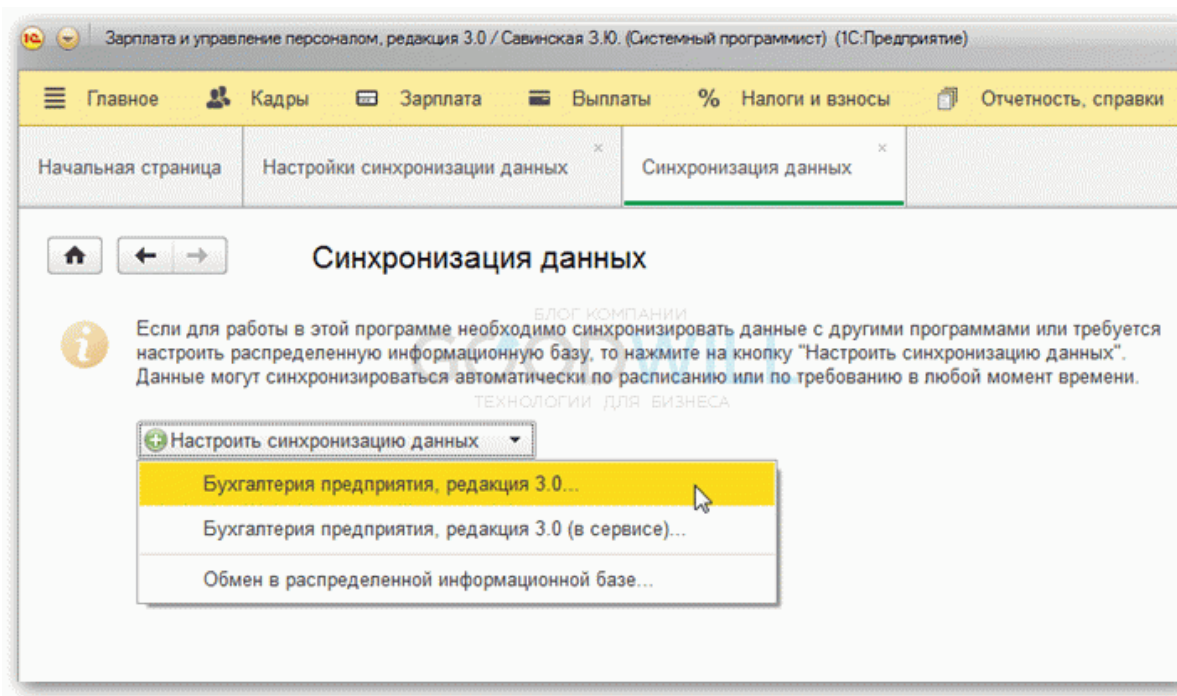 1С Зарплата и управление персоналом, редакция 3.0 / Савинская З.Ю. (Системный программист) (1С:Предприятие)
Главное Кадры Зарплата Выплаты % Налоги и взносы Отчетность, справки
Начальная страница Настройки синхронизации данных × Синхронизация данных ×
Синхронизация данных
БЛОГ КОМПАНИИ
Если для работы в этой программе необходимо синхронизировать данные с другими программами или требуется
настроить распределенную информационную базу, то нажмите на кнопку "Настроить синхронизацию данных".
GOODWILL
Данные могут синхронизироваться автоматически по расписанию или по требованию в любой момент времени.
ТЕХНОЛОГИИ ДЛЯ БИЗНЕСА
Настроить синхронизацию данных
Бухгалтерия предприятия, редакция 3.0...
Бухгалтерия предприятия, редакция 3.0 (в сервисе)...
Обмен в распределенной информационной базе...